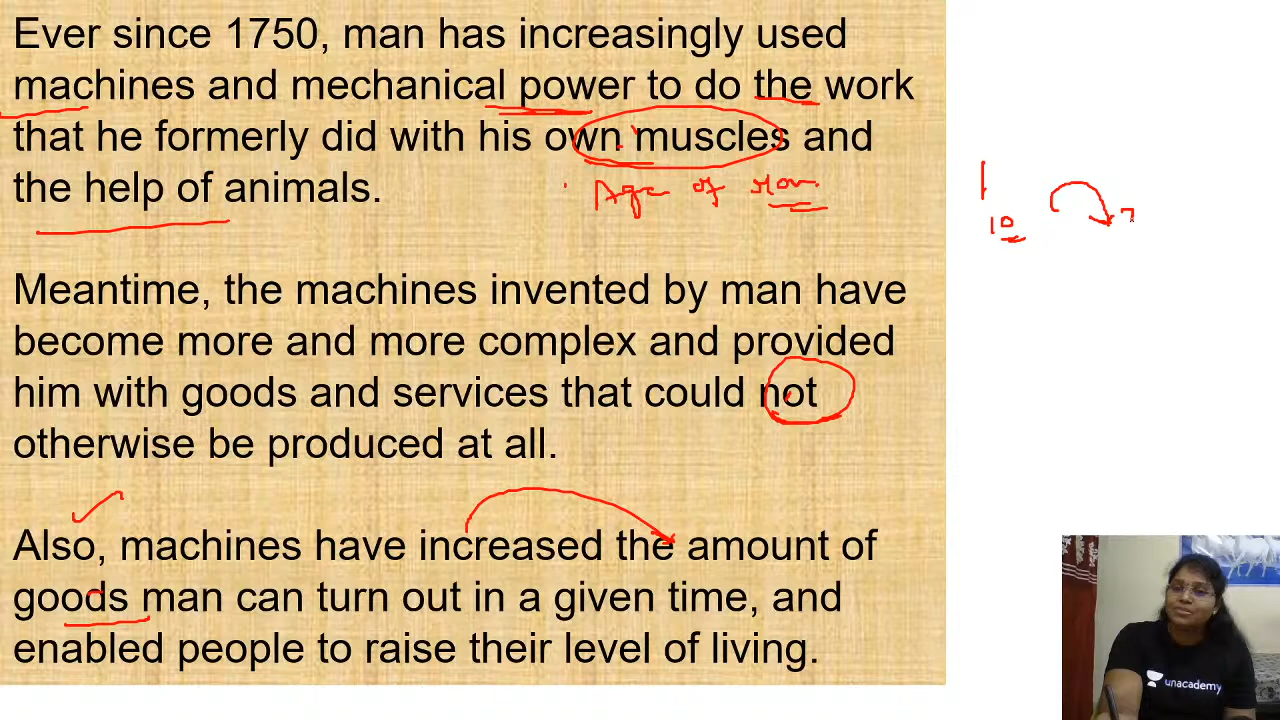 Ever since 1750, man has increasingly used
machines and mechanical power to do the work
that he formerly did with his own muscles and
the help of animals.
Age of
Meantime, the machines invented by man have
become more and more complex and provided
him with goods and services that could not
otherwise be produced at all.
Also, machines have increased the amount of
goods man can turn out in a given time, and
enabled people to raise their level of living.
10
unacademy